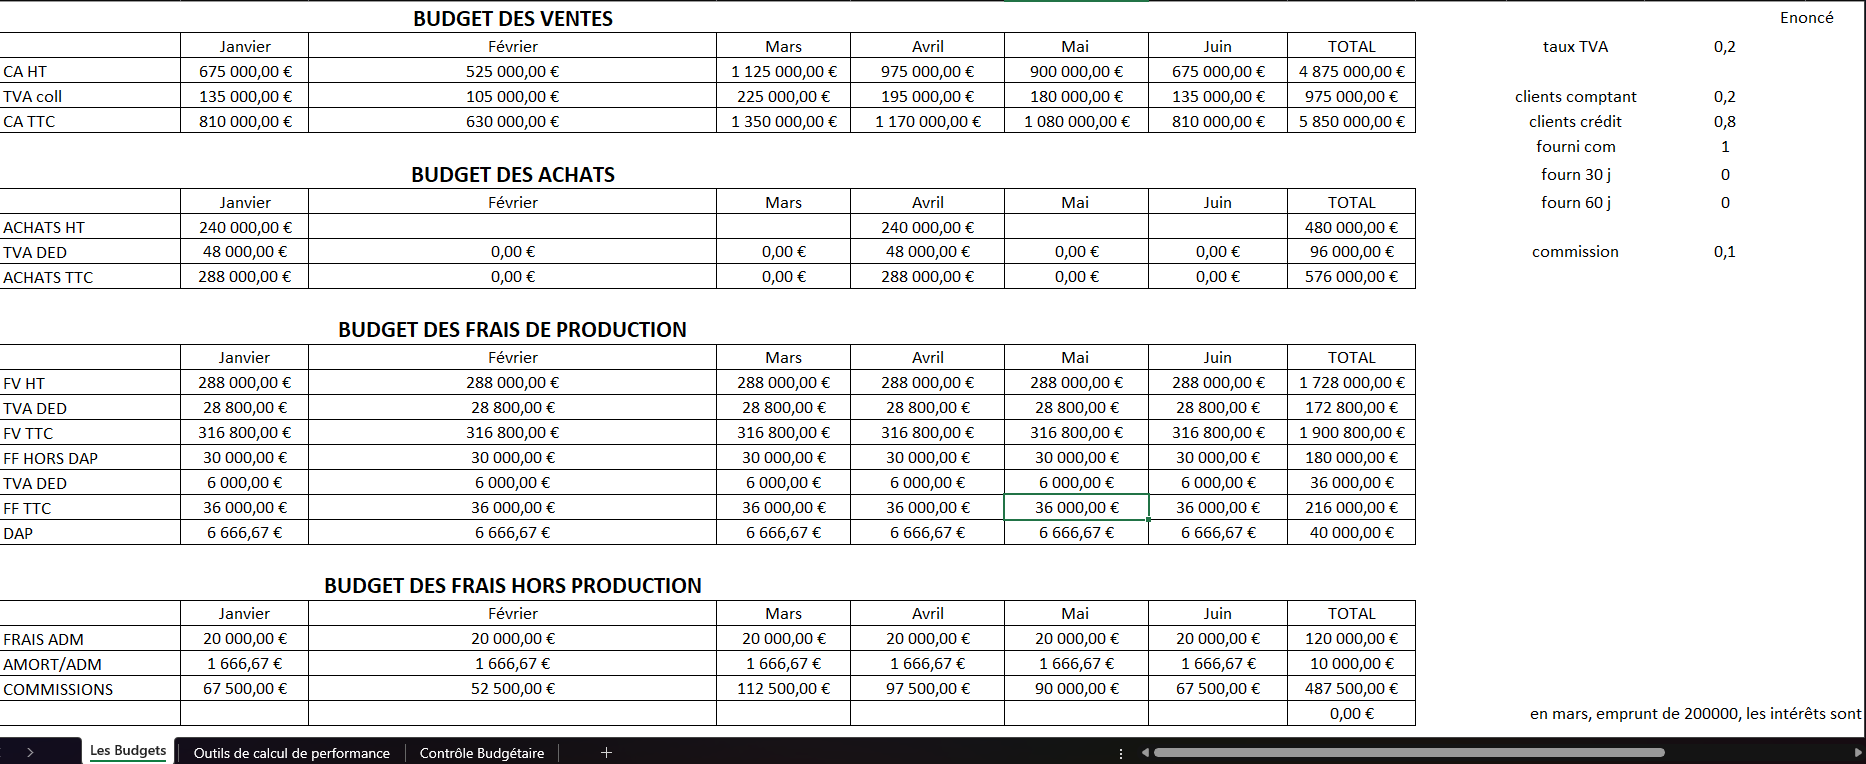 BUDGET DES VENTES Enoncé
Janvier Février Mars Avril Mai Juin TOTAL taux TVA 0,2
CA HT 675 000,00 € 525 000,00 € 1 125 000,00 € 975 000,00 € 900 000,00 € 675 000,00 € 4 875 000,00 €
TVA coll 135 000,00 € 105 000,00 € 225 000,00 € 195 000,00 € 180 000,00 € 135 000,00 € 975 000,00 € clients comptant 0,2
CA TTC 810 000,00 € 630 000,00 € 1 350 000,00 € 1 170 000,00 € 1 080 000,00 € 810 000,00 € 5 850 000,00 € clients crédit 0,8
fourni com 1
BUDGET DES ACHATS fourn 30 j 0
Janvier Février Mars Avril Mai Juin TOTAL fourn 60 j 0
ACHATS HT 240 000,00 € 240 000,00 € 480 000,00 €
TVA DED 48 000,00 € 0,00 € 0,00 € 48 000,00 € 0,00 € 0,00 € 96 000,00 € commission 0,1
ACHATS TTC 288 000,00 € 0,00 € 0,00 € 288 000,00 € 0,00 € 0,00 € 576 000,00 €
BUDGET DES FRAIS DE PRODUCTION
Janvier Février Mars Avril Mai Juin TOTAL
FV HT 288 000,00 € 288 000,00 € 288 000,00 € 288 000,00 € 288 000,00 € 288 000,00 € 1 728 000,00 €
TVA DED 28 800,00 € 28 800,00 € 28 800,00 € 28 800,00 € 28 800,00 € 28 800,00 € 172 800,00 €
FV TTC 316 800,00 € 316 800,00 € 316 800,00 € 316 800,00 € 316 800,00 € 316 800,00 € 1 900 800,00 €
FF HORS DAP 30 000,00 € 30 000,00 € 30 000,00 € 30 000,00 € 30 000,00 € 30 000,00 € 180 000,00 €
TVA DED 6 000,00 € 6 000,00 € 6 000,00 € 6 000,00 € 6 000,00 € 6 000,00 € 36 000,00 €
FF TTC 36 000,00 € 36 000,00 € 36 000,00 € 36 000,00 € 36 000,00 € 36 000,00 € 216 000,00 €
DAP 6 666,67 € 6 666,67 € 6 666,67 € 6 666,67 € 6 666,67 € 6 666,67 € 40 000,00 €
BUDGET DES FRAIS HORS PRODUCTION
Janvier Février Mars Avril Mai Juin TOTAL
FRAIS ADM 20 000,00 € 20 000,00 € 20 000,00 € 20 000,00 € 20 000,00 € 20 000,00 € 120 000,00 €
AMORT/ADM 1 666,67 € 1 666,67 € 1 666,67 € 1 666,67 € 1 666,67 € 1 666,67 € 10 000,00 €
COMMISSIONS 67 500,00 € 52 500,00 € 112 500,00 € 97 500,00 € 90 000,00 € 67 500,00 € 487 500,00 €
0,00 € en mars, emprunt de 200000, les intérêts sont
Les Budgets Outils de calcul de performance Contrôle Budgétaire